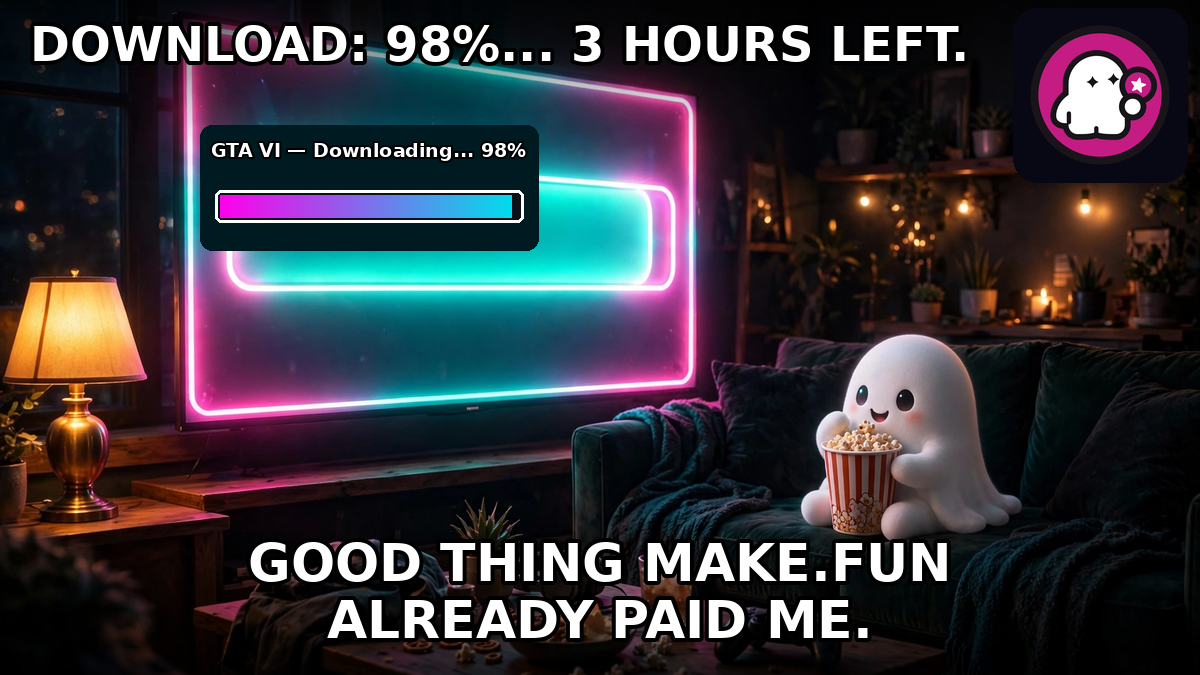 DOWNLOAD: 98%... 3 HOURS LEFT.
GTA VI — Downloading... 98%
GOOD THING MAKE.FUN
ALREADY PAID ME.